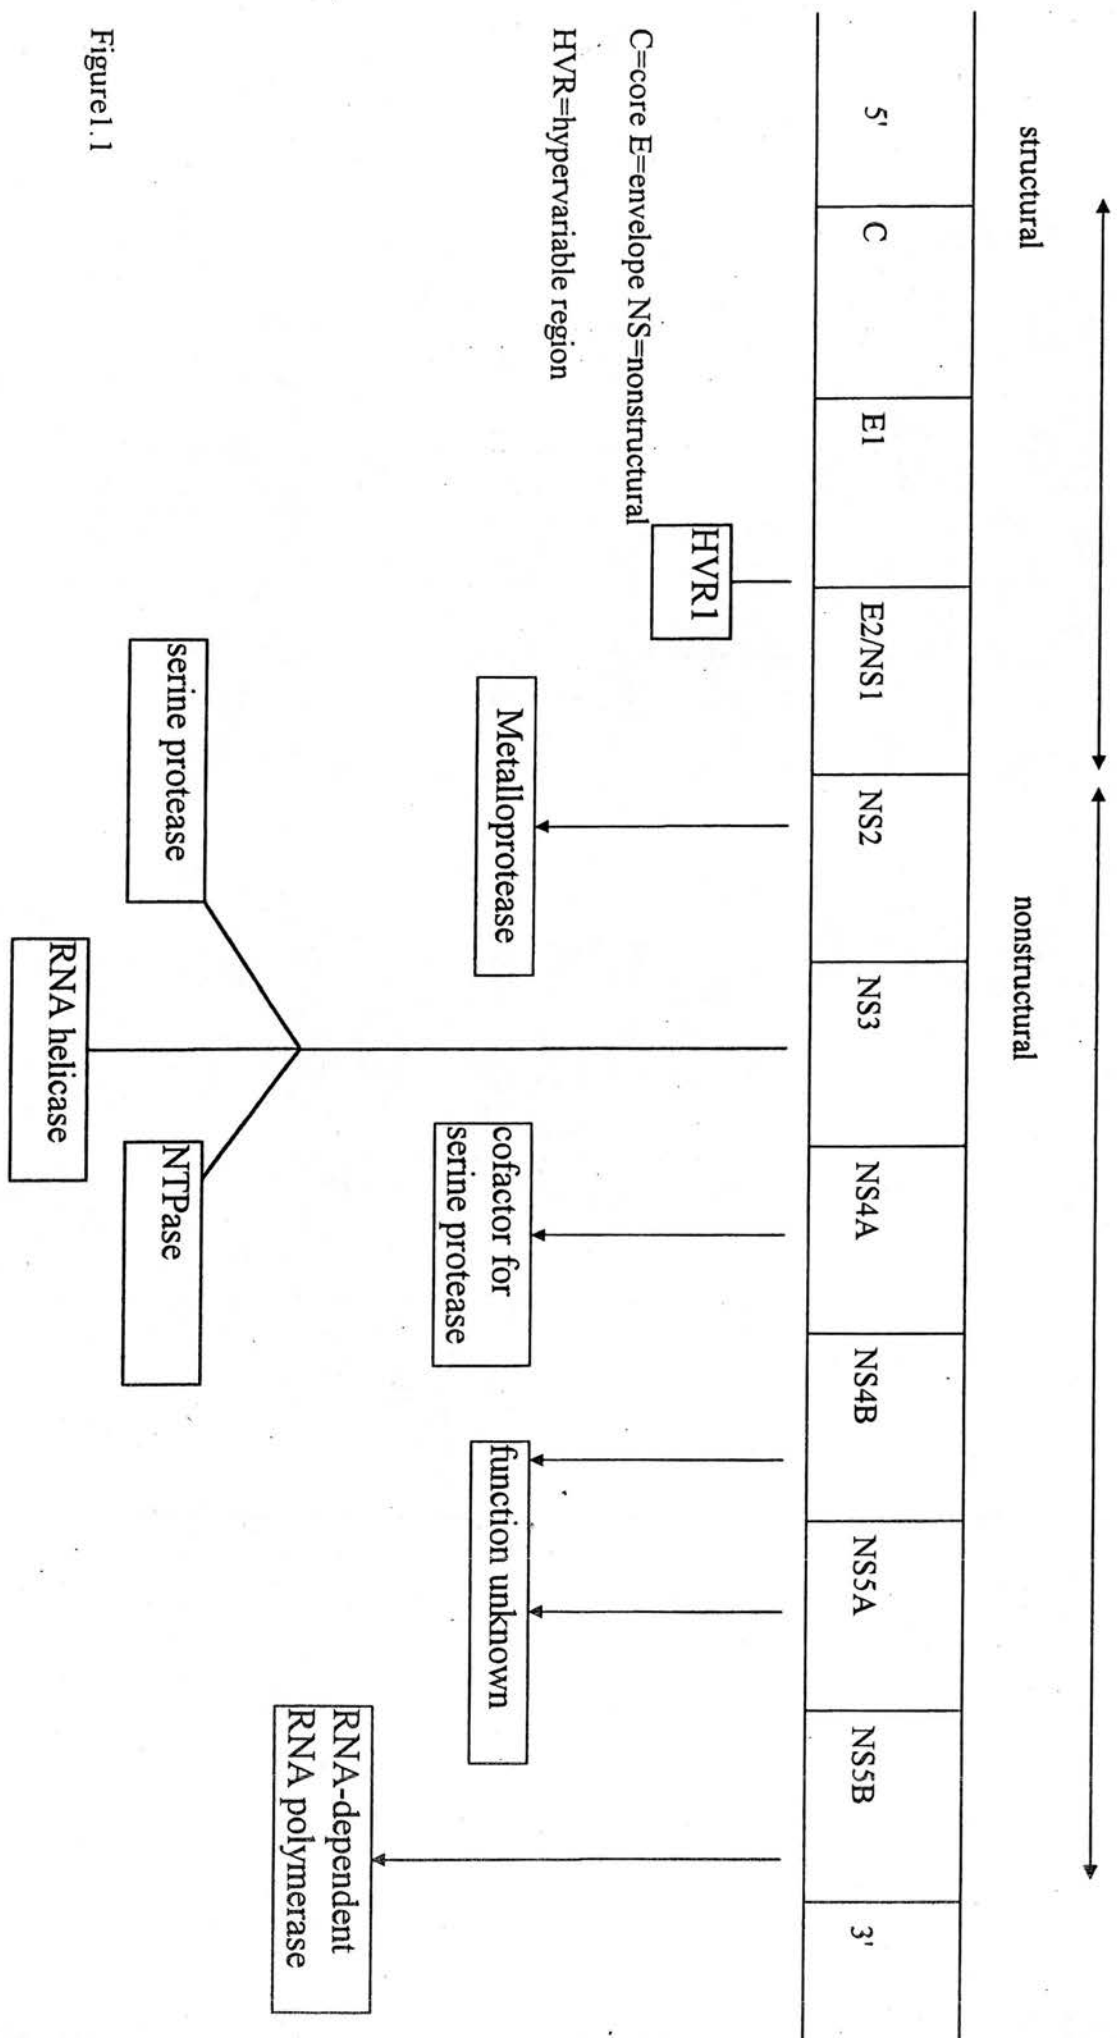 structural
nonstructural
5'
C
E1
E2/NS1
NS2
NS3
NS4A
NS4B
NS5A
NS5B
3'
HVR1
C=core E=envelope NS=nonstructural
HVR=hypervariable region
Metalloprotease
cofactor for
serine protease
function unknown
RNA-dependent
RNA polymerase
serine protease
NTPase
RNA helicase
Figure1.1